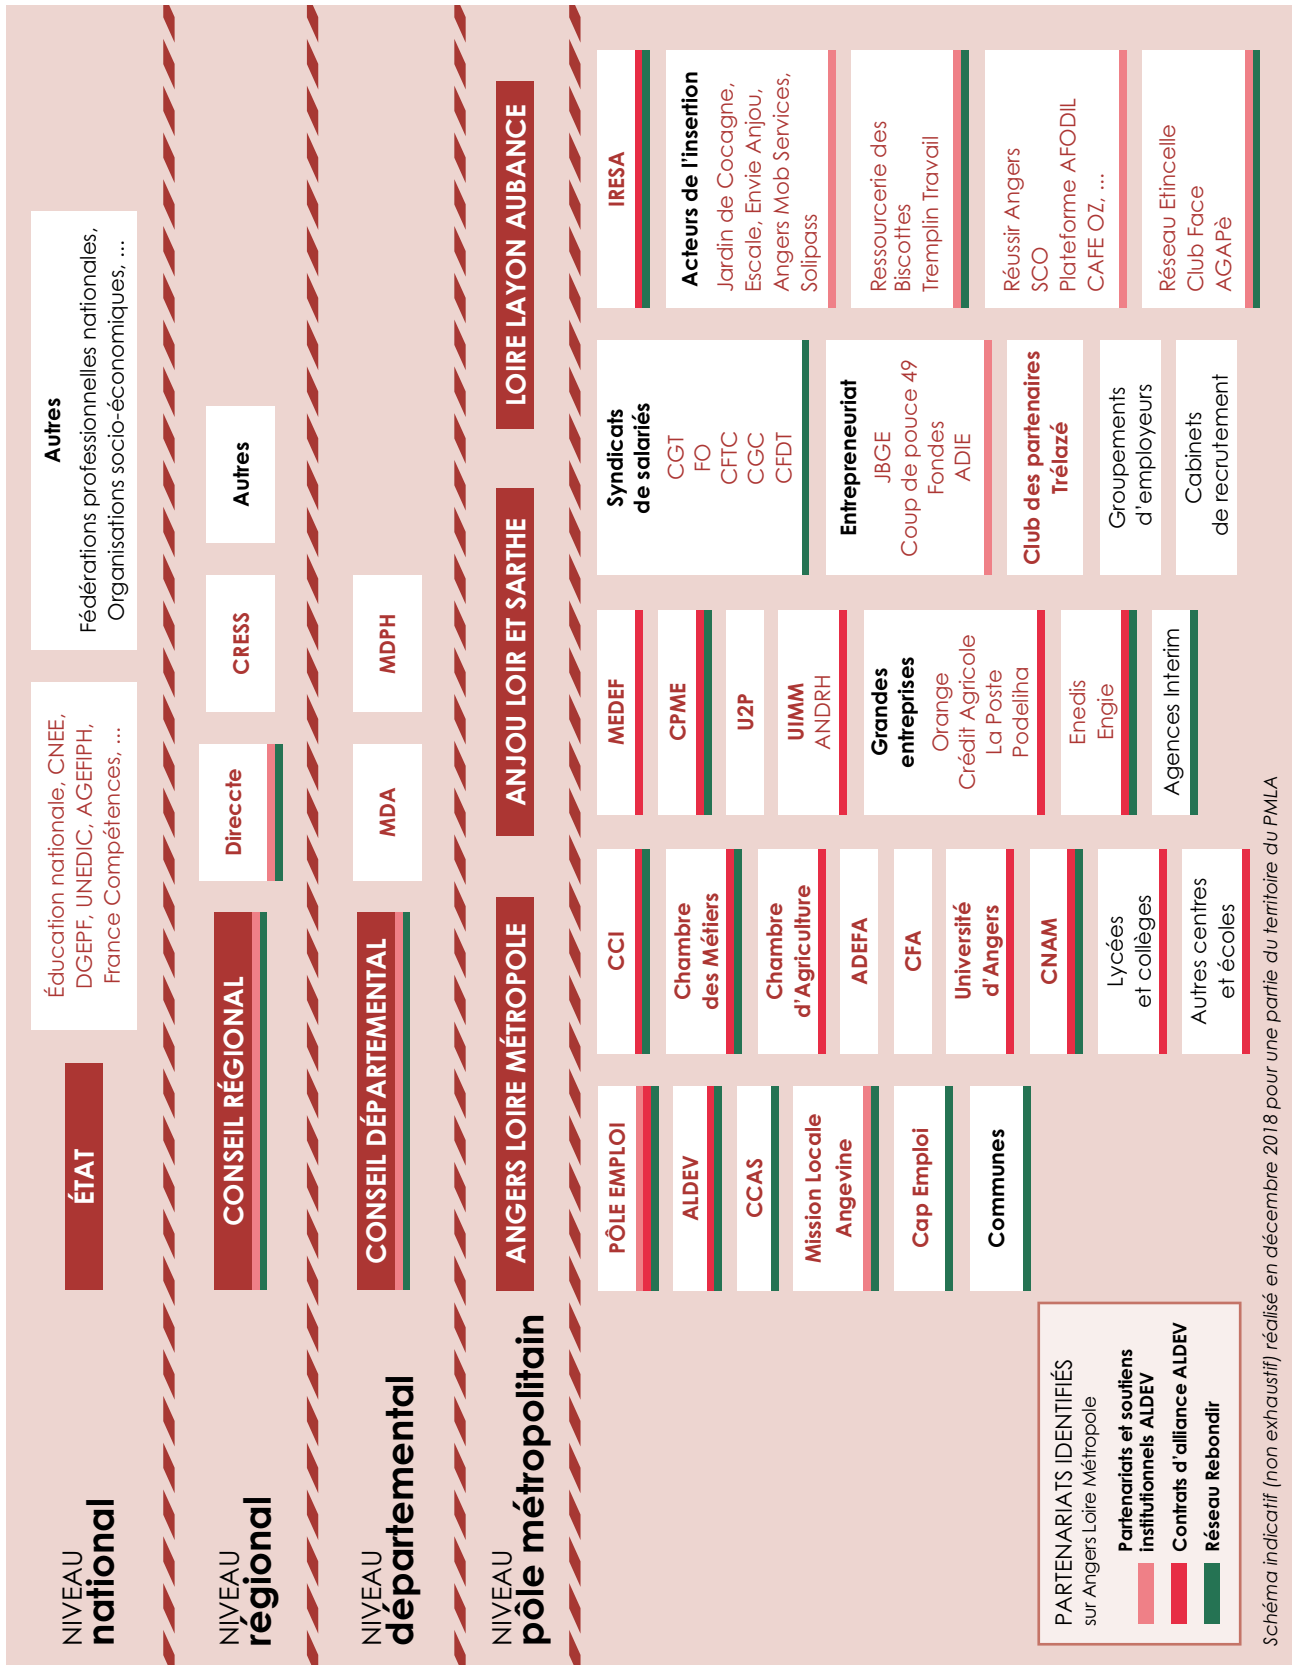 NIVEAU
national
ÉTAT
Éducation nationale, CNEE,
DGEPF, UNEDIC, AGEFIPH,
France Compétences, ...
Autres
Fédérations professionnelles nationales,
Organisations socio-économiques, ...
NIVEAU
régional
CONSEIL RÉGIONAL
Direccte
CRESS
Autres
NIVEAU
départemental
CONSEIL DÉPARTEMENTAL
MDA
MDPH
NIVEAU
pôle métropolitain
ANGERS LOIRE MÉTROPOLE
ANJOU LOIR ET SARTHE
LOIRE LAYON AUBANCE
PÔLE EMPLOI
ALDEV
CCAS
Mission Locale
Angevine
Cap Emploi
Communes
CCI
Chambre
des Métiers
Chambre
d'Agriculture
ADEFA
CFA
Université
d'Angers
CNAM
Lycées
et collèges
Autres centres
et écoles
MEDEF
CPME
U2P
UIMM
ANDRH
Grandes
entreprises
Orange
Crédit Agricole
La Poste
Podeliha
Enedis
Engie
Agences Interim
Syndicats
de salariés
CGT
FO
CFTC
CGC
CFDT
Entrepreneuriat
JBGE
Coup de pouce 49
Fondes
ADIE
Club des partenaires
Trélazé
Groupements
d'employeurs
Cabinets
de recrutement
IRESA
Acteurs de l'insertion
Jardin de Cocagne,
Escale, Envie Anjou,
Angers Mob Services,
Solipass
Ressourcerie des
Biscottes
Tremplin Travail
Réussir Angers
SCO
Plateforme AFODIL
CAFE OZ, ...
Réseau Etincelle
Club Face
AGAPè
PARTENARIATS IDENTIFIÉS
sur Angers Loire Métropole
Partenariats et soutiens
institutionnels ALDEV
Contrats d'alliance ALDEV
Réseau Rebondir
Schéma indicatif (non exhaustif) réalisé en décembre 2018 pour une partie du territoire du PMLA